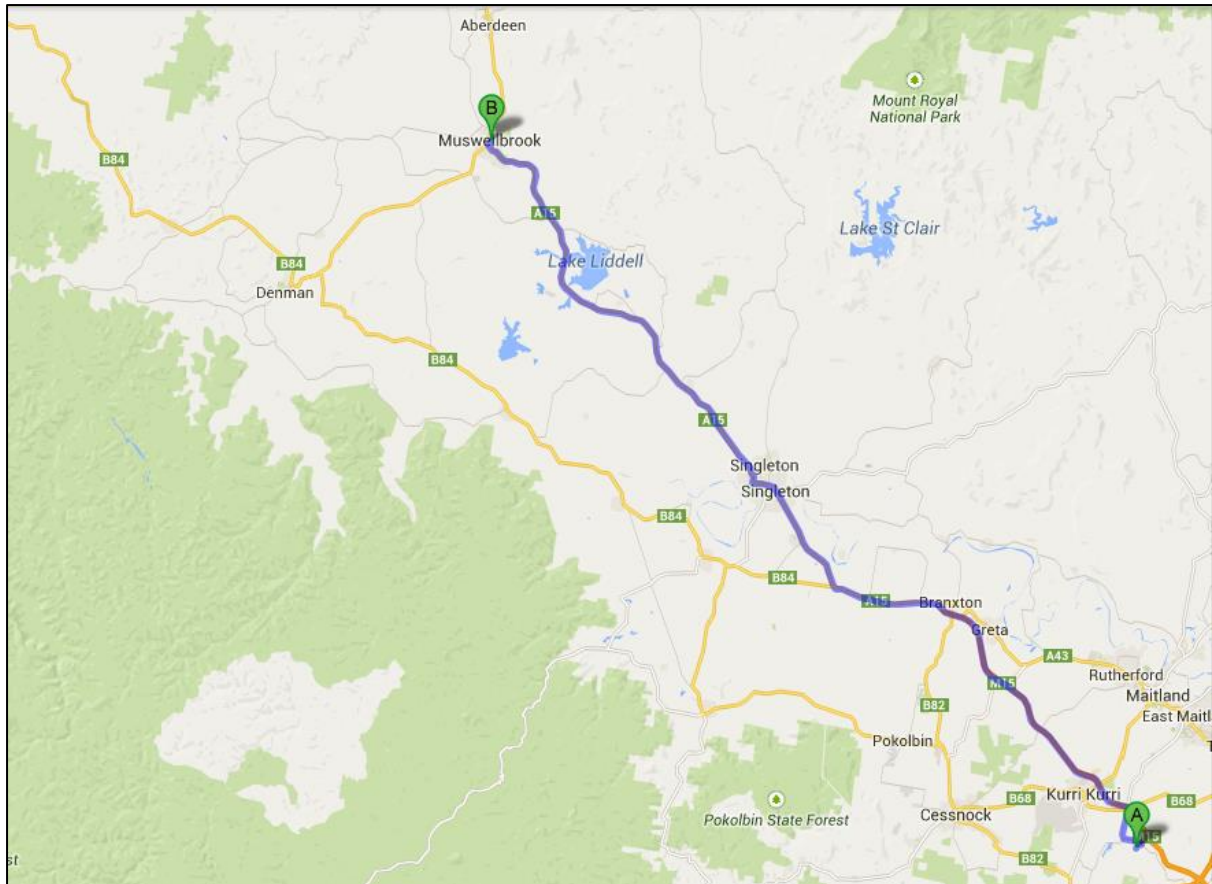 Aberdeen
B
Mount Royal
National Park
Muswellbrook
B84
A15
Lake St Clair
Lake Liddell
B84
Denman
B84
A15
Singleton
Singleton
B84
B84
A15
Branxton
Greta
A43
Rutherford
M15
Maitland
East Maitl
B82
Pokolbin
T
Kurri Kurri
B68
B68
Cessnock
A
Pokolbin State Forest
A15
B82
st